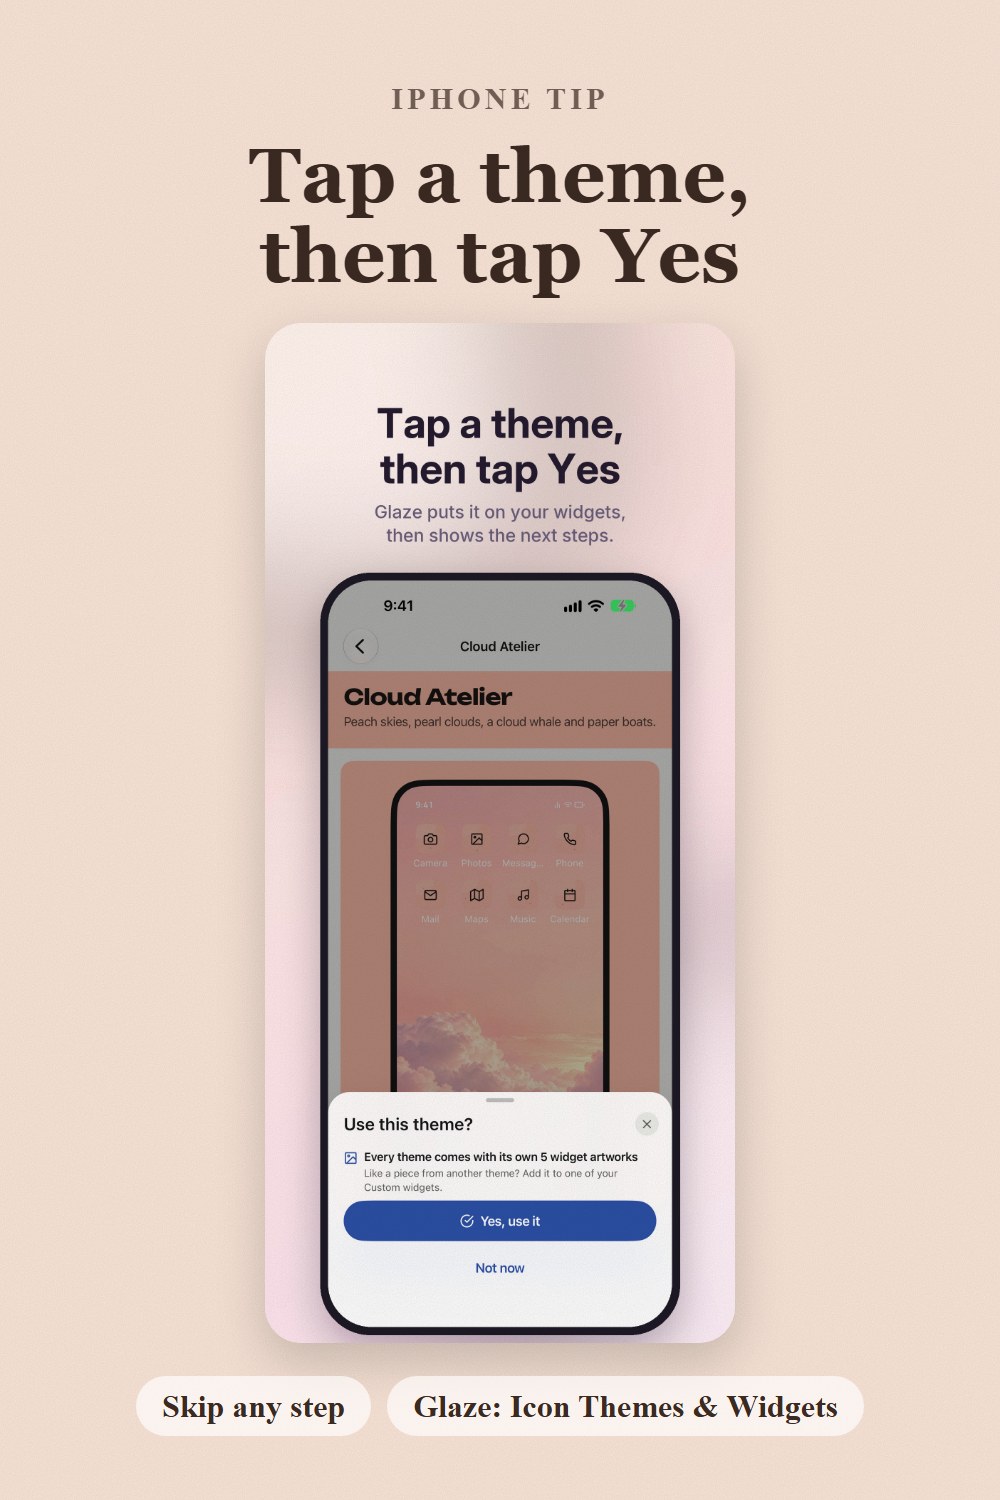 IPHONE TIP
Tap a theme,
then tap Yes
Tap a theme,
then tap Yes
Glaze puts it on your widgets,
then shows the next steps.
9:41
Cloud Atelier
Cloud Atelier
Peach skies, pearl clouds, a cloud whale and paper boats.
9:41
Camera Photos Messag... Phone
Mail Maps Music Calendar
Use this theme?
Every theme comes with its own 5 widget artworks
Like a piece from another theme? Add it to one of your
Custom widgets.
Yes, use it
Not now
Skip any step
Glaze: Icon Themes & Widgets